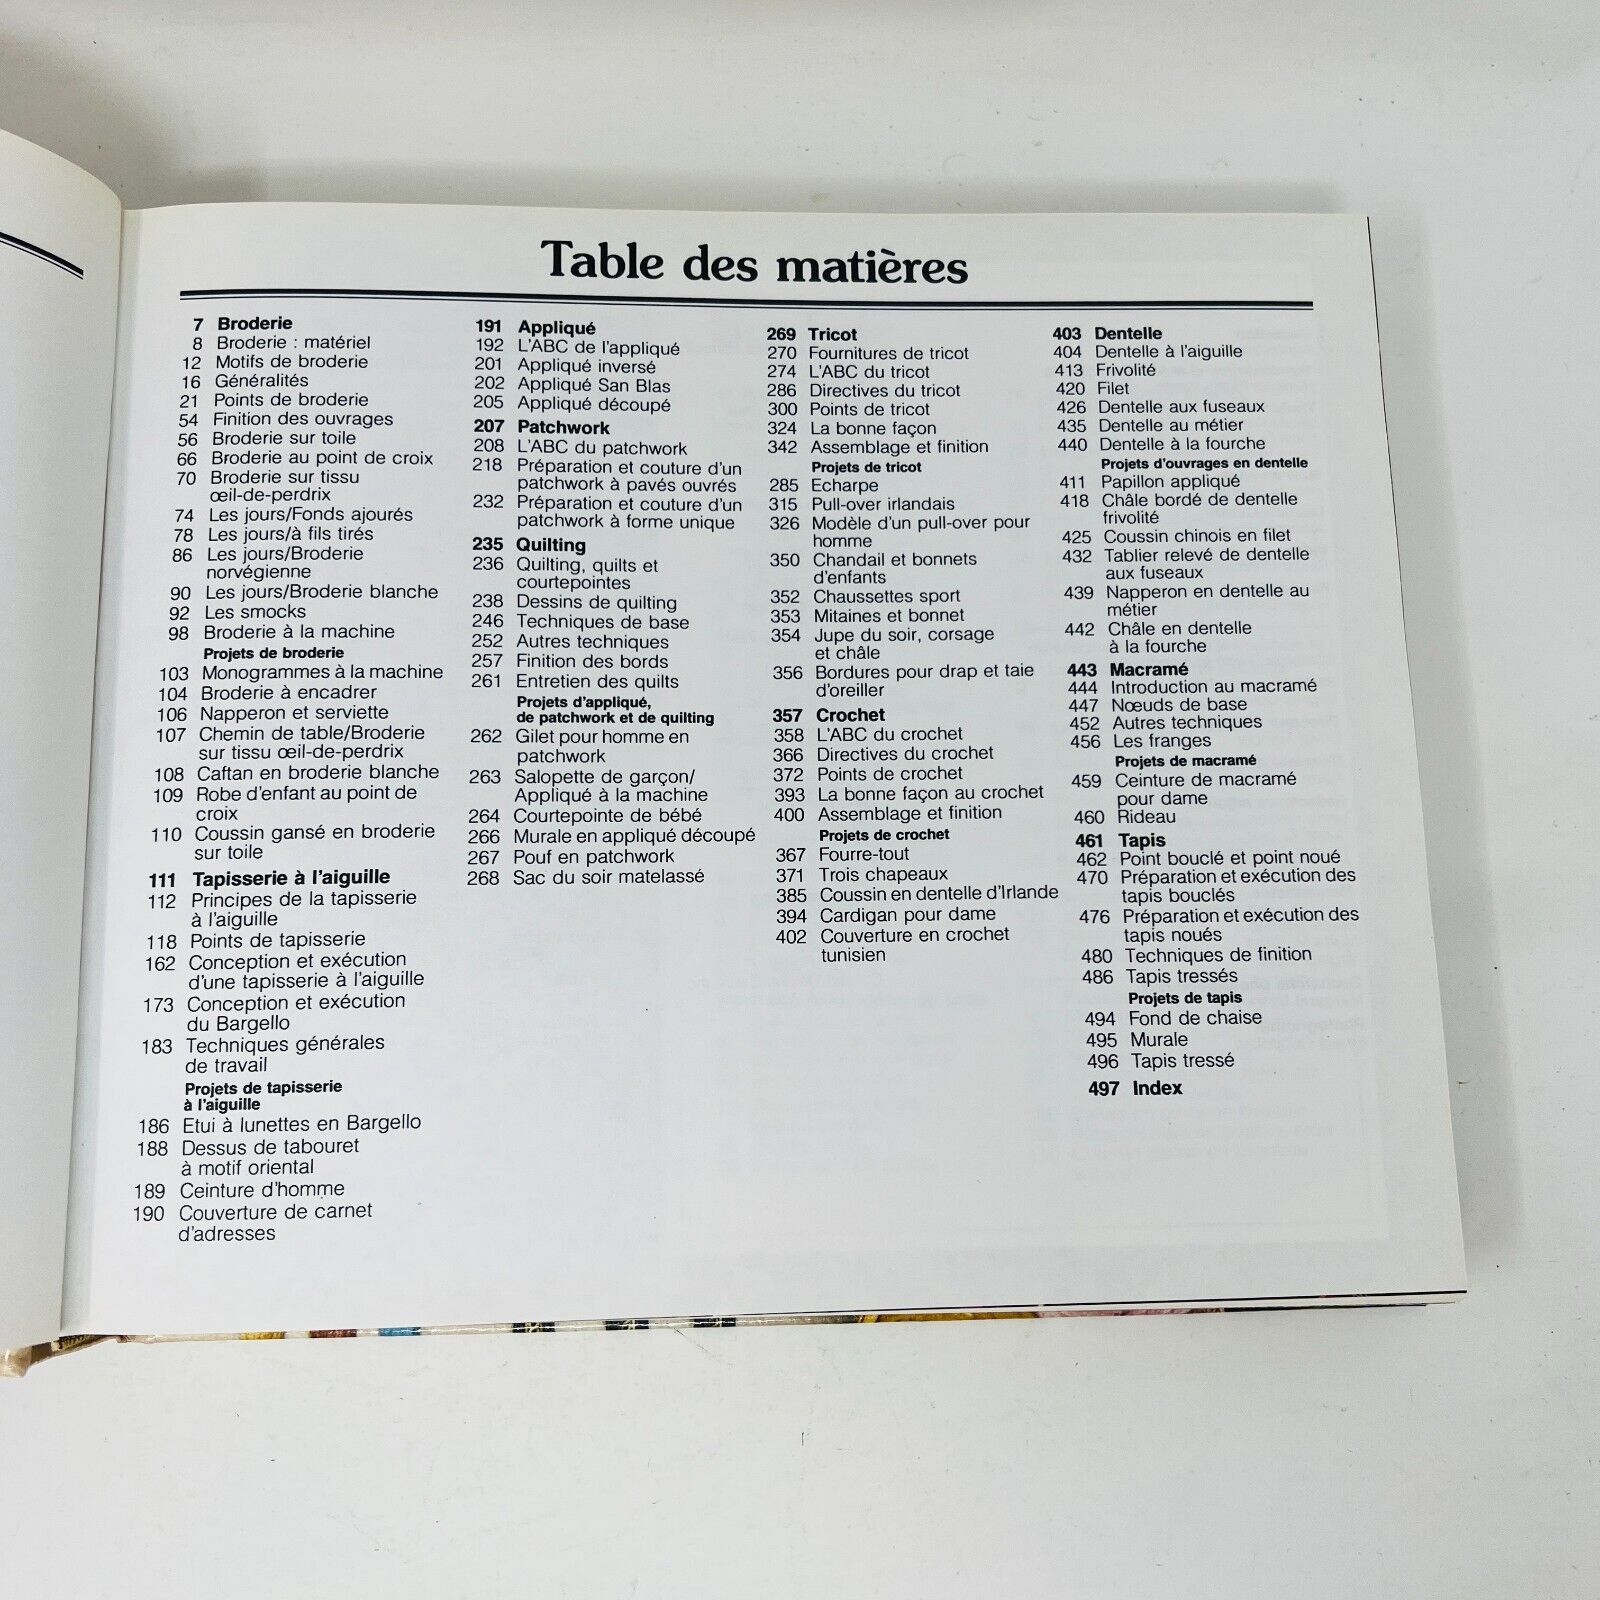 Table des matières
7 Broderie
8 Broderie : matériel
12 Motifs de broderie
16 Généralités
21 Points de broderie
54 Finition des ouvrages
56 Broderie sur toile
66 Broderie au point de croix
70 Broderie sur tissu
œil-de-perdrix
74 Les jours/Fonds ajourés
78 Les jours/à fils tirés
86 Les jours/Broderie
norvégienne
90 Les jours/Broderie blanche
92 Les smocks
98 Broderie à la machine
Projets de broderie
103 Monogrammes à la machine
104 Broderie à encadrer
106 Napperon et serviette
107 Chemin de table/Broderie
sur tissu œil-de-perdrix
108 Caftan en broderie blanche
109 Robe d'enfant au point de
croix
110 Coussin gansé en broderie
sur toile
111 Tapisserie à l'aiguille
112 Principes de la tapisserie
à l'aiguille
118 Points de tapisserie
162 Conception et exécution
d'une tapisserie à l'aiguille
173 Conception et exécution
du Bargello
183 Techniques générales
de travail
Projets de tapisserie
à l'aiguille
186 Etui à lunettes en Bargello
188 Dessus de tabouret
à motif oriental
189 Ceinture d'homme
190 Couverture de carnet
d'adresses
191 Appliqué
192 L'ABC de l'appliqué
201 Appliqué inversé
202 Appliqué San Blas
205 Appliqué découpé
207 Patchwork
208 L'ABC du patchwork
218 Préparation et couture d'un
patchwork à pavés ouvrés
232 Préparation et couture d'un
patchwork à forme unique
235 Quilting
236 Quilting, quilts et
courtepointes
238 Dessins de quilting
246 Techniques de base
252 Autres techniques
257 Finition des bords
261 Entretien des quilts
Projets d'appliqué,
de patchwork et de quilting
262 Gilet pour homme en
patchwork
263 Salopette de garçon/
Appliqué à la machine
264 Courtepointe de bébé
266 Murale en appliqué découpé
267 Pouf en patchwork
268 Sac du soir matelassé
269 Tricot
270 Fournitures de tricot
274 L'ABC du tricot
286 Directives du tricot
300 Points de tricot
324 La bonne façon
342 Assemblage et finition
Projets de tricot
285 Echarpe
315 Pull-over irlandais
326 Modèle d'un pull-over pour
homme
350 Chandail et bonnets
d'enfants
352 Chaussettes sport
353 Mitaines et bonnet
354 Jupe du soir, corsage
et châle
356 Bordures pour drap et taie
d'oreiller
357 Crochet
358 L'ABC du crochet
366 Directives du crochet
372 Points de crochet
393 La bonne façon au crochet
400 Assemblage et finition
Projets de crochet
367 Fourre-tout
371 Trois chapeaux
385 Coussin en dentelle d'Irlande
394 Cardigan pour dame
402 Couverture en crochet
tunisien
403 Dentelle
404 Dentelle à l'aiguille
413 Frivolité
420 Filet
426 Dentelle aux fuseaux
435 Dentelle au métier
440 Dentelle à la fourche
Projets d'ouvrages en dentelle
411 Papillon appliqué
418 Châle bordé de dentelle
frivolité
425 Coussin chinois en filet
432 Tablier relevé de dentelle
aux fuseaux
439 Napperon en dentelle au
métier
442 Châle en dentelle
à la fourche
443 Macramé
444 Introduction au macramé
447 Nœuds de base
452 Autres techniques
456 Les franges
Projets de macramé
459 Ceinture de macramé
pour dame
460 Rideau
461 Tapis
462 Point bouclé et point noué
470 Préparation et exécution des
tapis bouclés
476 Préparation et exécution des
tapis noués
480 Techniques de finition
486 Tapis tressés
Projets de tapis
494 Fond de chaise
495 Murale
496 Tapis tressé
497 Index